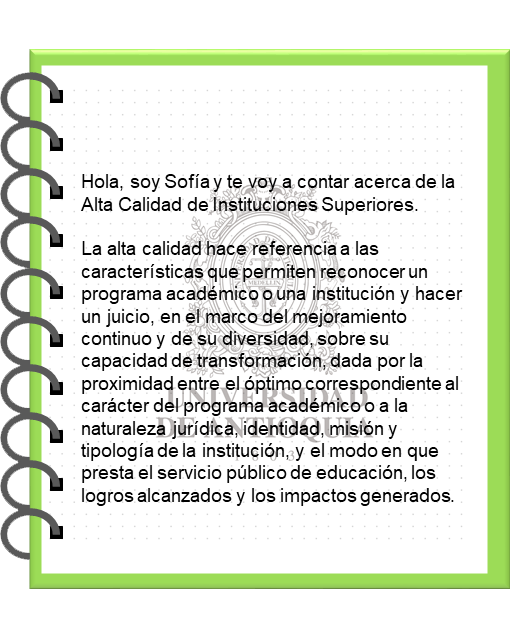 Hola, soy Sofía y te voy a contar acerca de la
Alta Calidad de Instituciones Superiores.
La alta calidad hace referencia a las
características que permiten reconocer un
programa académico o una institución y hacer
un juicio, en el marco del mejoramiento
continuo y de su diversidad, sobre su
capacidad de transformación, dada por la
proximidad entre el óptimo correspondiente al
carácter del programa académico o a la
UNIVERSIDAD
naturaleza jurídica, identidad, misión y
DE ANTIOQUIA
tipología de la institución, y el modo en que
presta el servicio público de educación, los
logros alcanzados y los impactos generados.